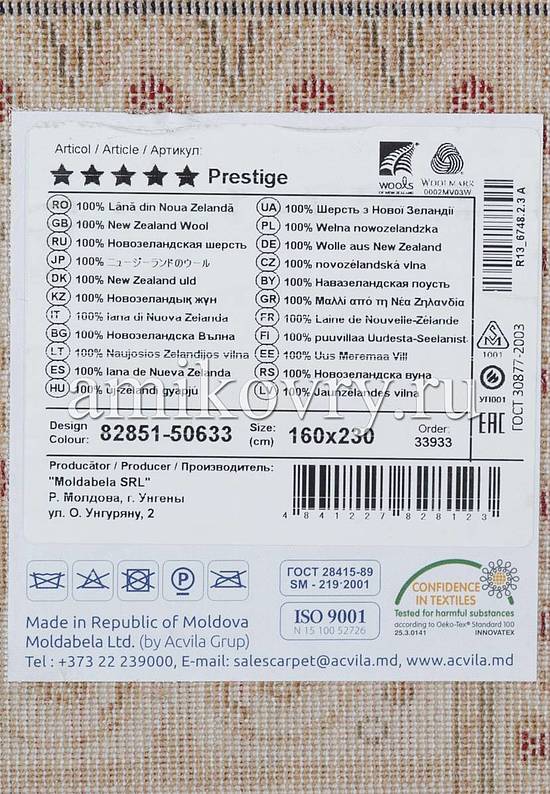 Articol / Article / Артикул:
★★★★★ Prestige
WOOLS
OF NEW ZEALAND
WOOLMARK
0002MV03W
R13_6748.2.3 A
RO 100% Lână din Noua Zelandă
GB 100% New Zealand Wool
RU 100% Новозеландская шерсть
JP 100% ニュージーランドのウール
DK 100% New Zealand uld
KZ 100% Новозеландық жүн
IT 100% lana di Nuova Zelanda
BG 100% Новозеландска Вълна
LT 100% Naujosios Zelandijos vilna
ES 100% lana de Nueva Zelanda
HU 100% új-zélandi gyapjú
UA 100% Шерсть з Нової Зеландії
PL 100% Wełna nowozelandzka
DE 100% Wolle aus New Zealand
CZ 100% novozélandská vlna
BY 100% Навазеландская поусть
GR 100% Μαλλί από τη Νέα Ζηλανδία
FR 100% Laine de Nouvelle-Zélande
FI 100% puuvillaa Uudesta-Seelanist
EE 100% Uus Meremaa Vill
RS 100% Новозеландска вуна
LV 100% Jaunzēlandes vilna
1001
УП001
EAC
ГОСТ 30877-2003
amikovry.ru
Design
Colour: 82851-50633 Size:
(cm) 160x230 Order:
33933
Producător / Producer / Производитель:
"Moldabela SRL"
Р. Молдова, г. Унгены
ул. О. Унгуряну, 2
4 841227 828123
P
ГОСТ 28415-89
SM - 219:2001
ISO 9001
N 15 100 52726
CONFIDENCE
IN TEXTILES
Tested for harmful substances
according to Oeko-Tex® Standard 100
25.3.0141 INNOVATEX
Made in Republic of Moldova
Moldabela Ltd. (by Acvila Grup)
Tel : +373 22 239000, E-mail: salescarpet@acvila.md, www.acvila.md